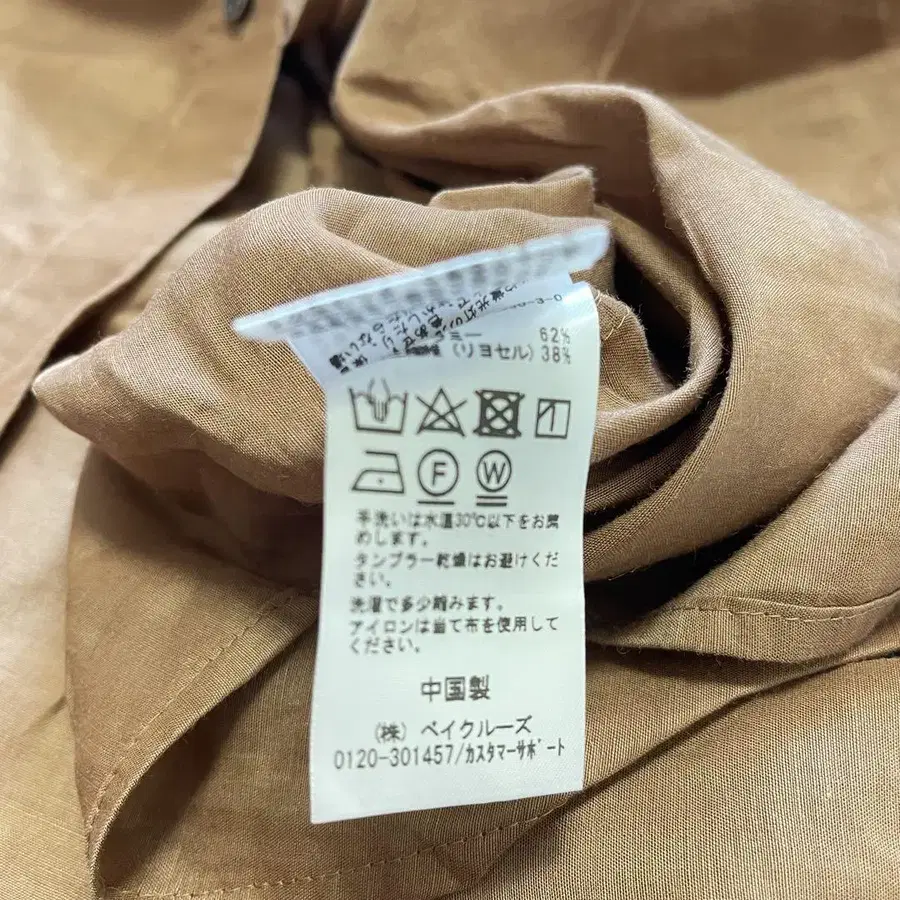 62%
(リヨセル) 38%
F W
手洗いは水温30℃以下をお奨
めします。
タンブラー乾燥はお避けくだ
さい。
洗濯で多少縮みます。
アイロンは当て布を使用して
ください。
中国製
(株) ベイクルーズ
0120-301457/カスタマーサポート